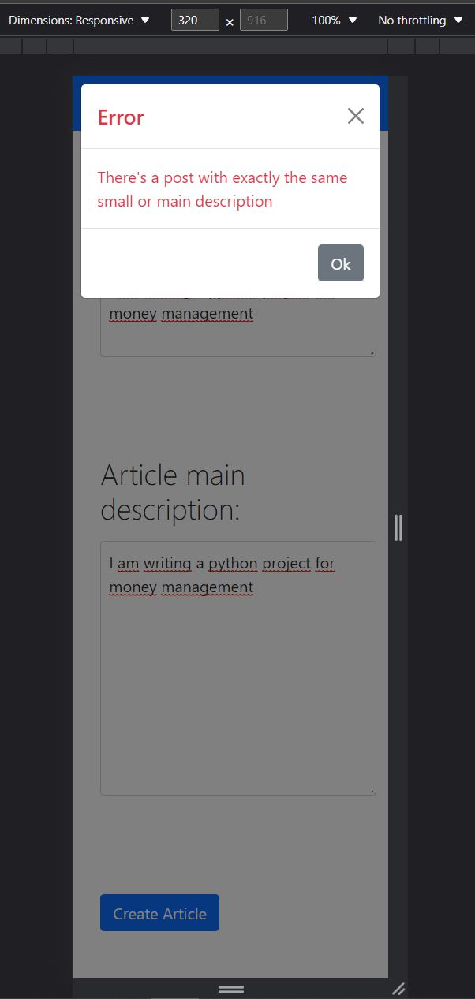 Dimensions: Responsive ▼ 320 × 916 100% ▼ No throttling ▼
Error
There's a post with exactly the same
small or main description
Ok
money management
Article main
description:
I am writing a python project for
money management
Create Article